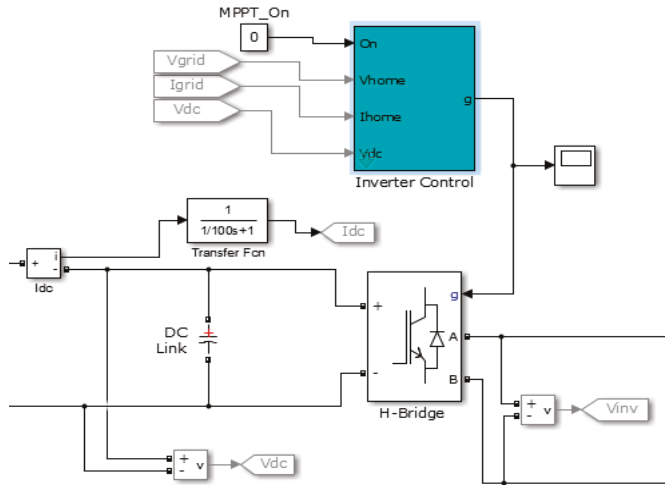 MPPT_On
0
On
Vgrid
Vhome
Igrid
g
Vdc
Ihome
Vdc
Inverter Control
1
1/100s+1
Idc
Transfer Fcn
+ i
-
Idc
g
+
A
DC
Link
+
-
B
+
- v
Vinv
H-Bridge
+
- v
Vdc